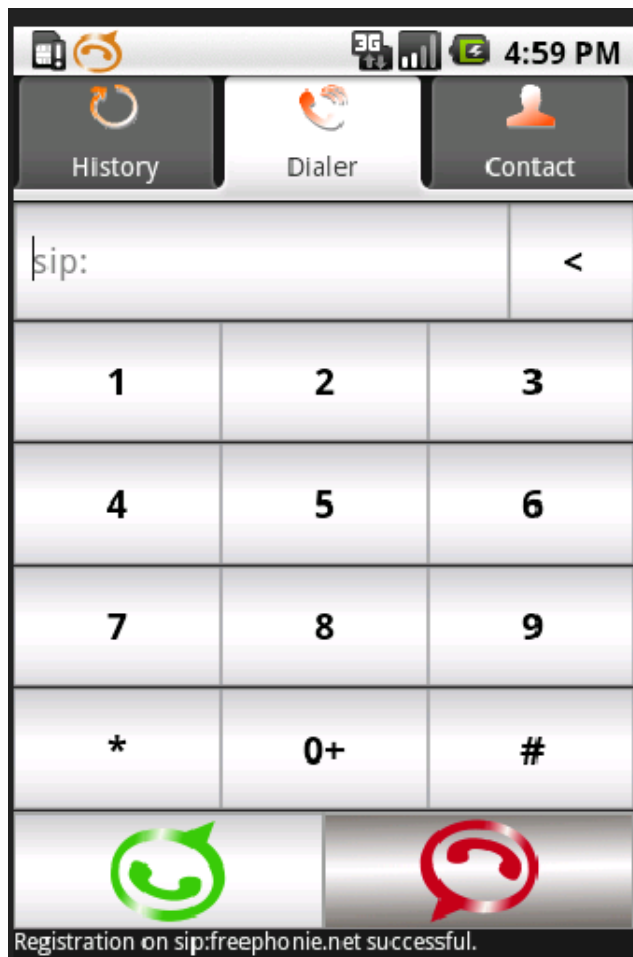 3G 4:59 PM
History Dialer Contact
sip: <
1 2 3
4 5 6
7 8 9
* 0+ #
Registration on sip:freephonie.net successful.